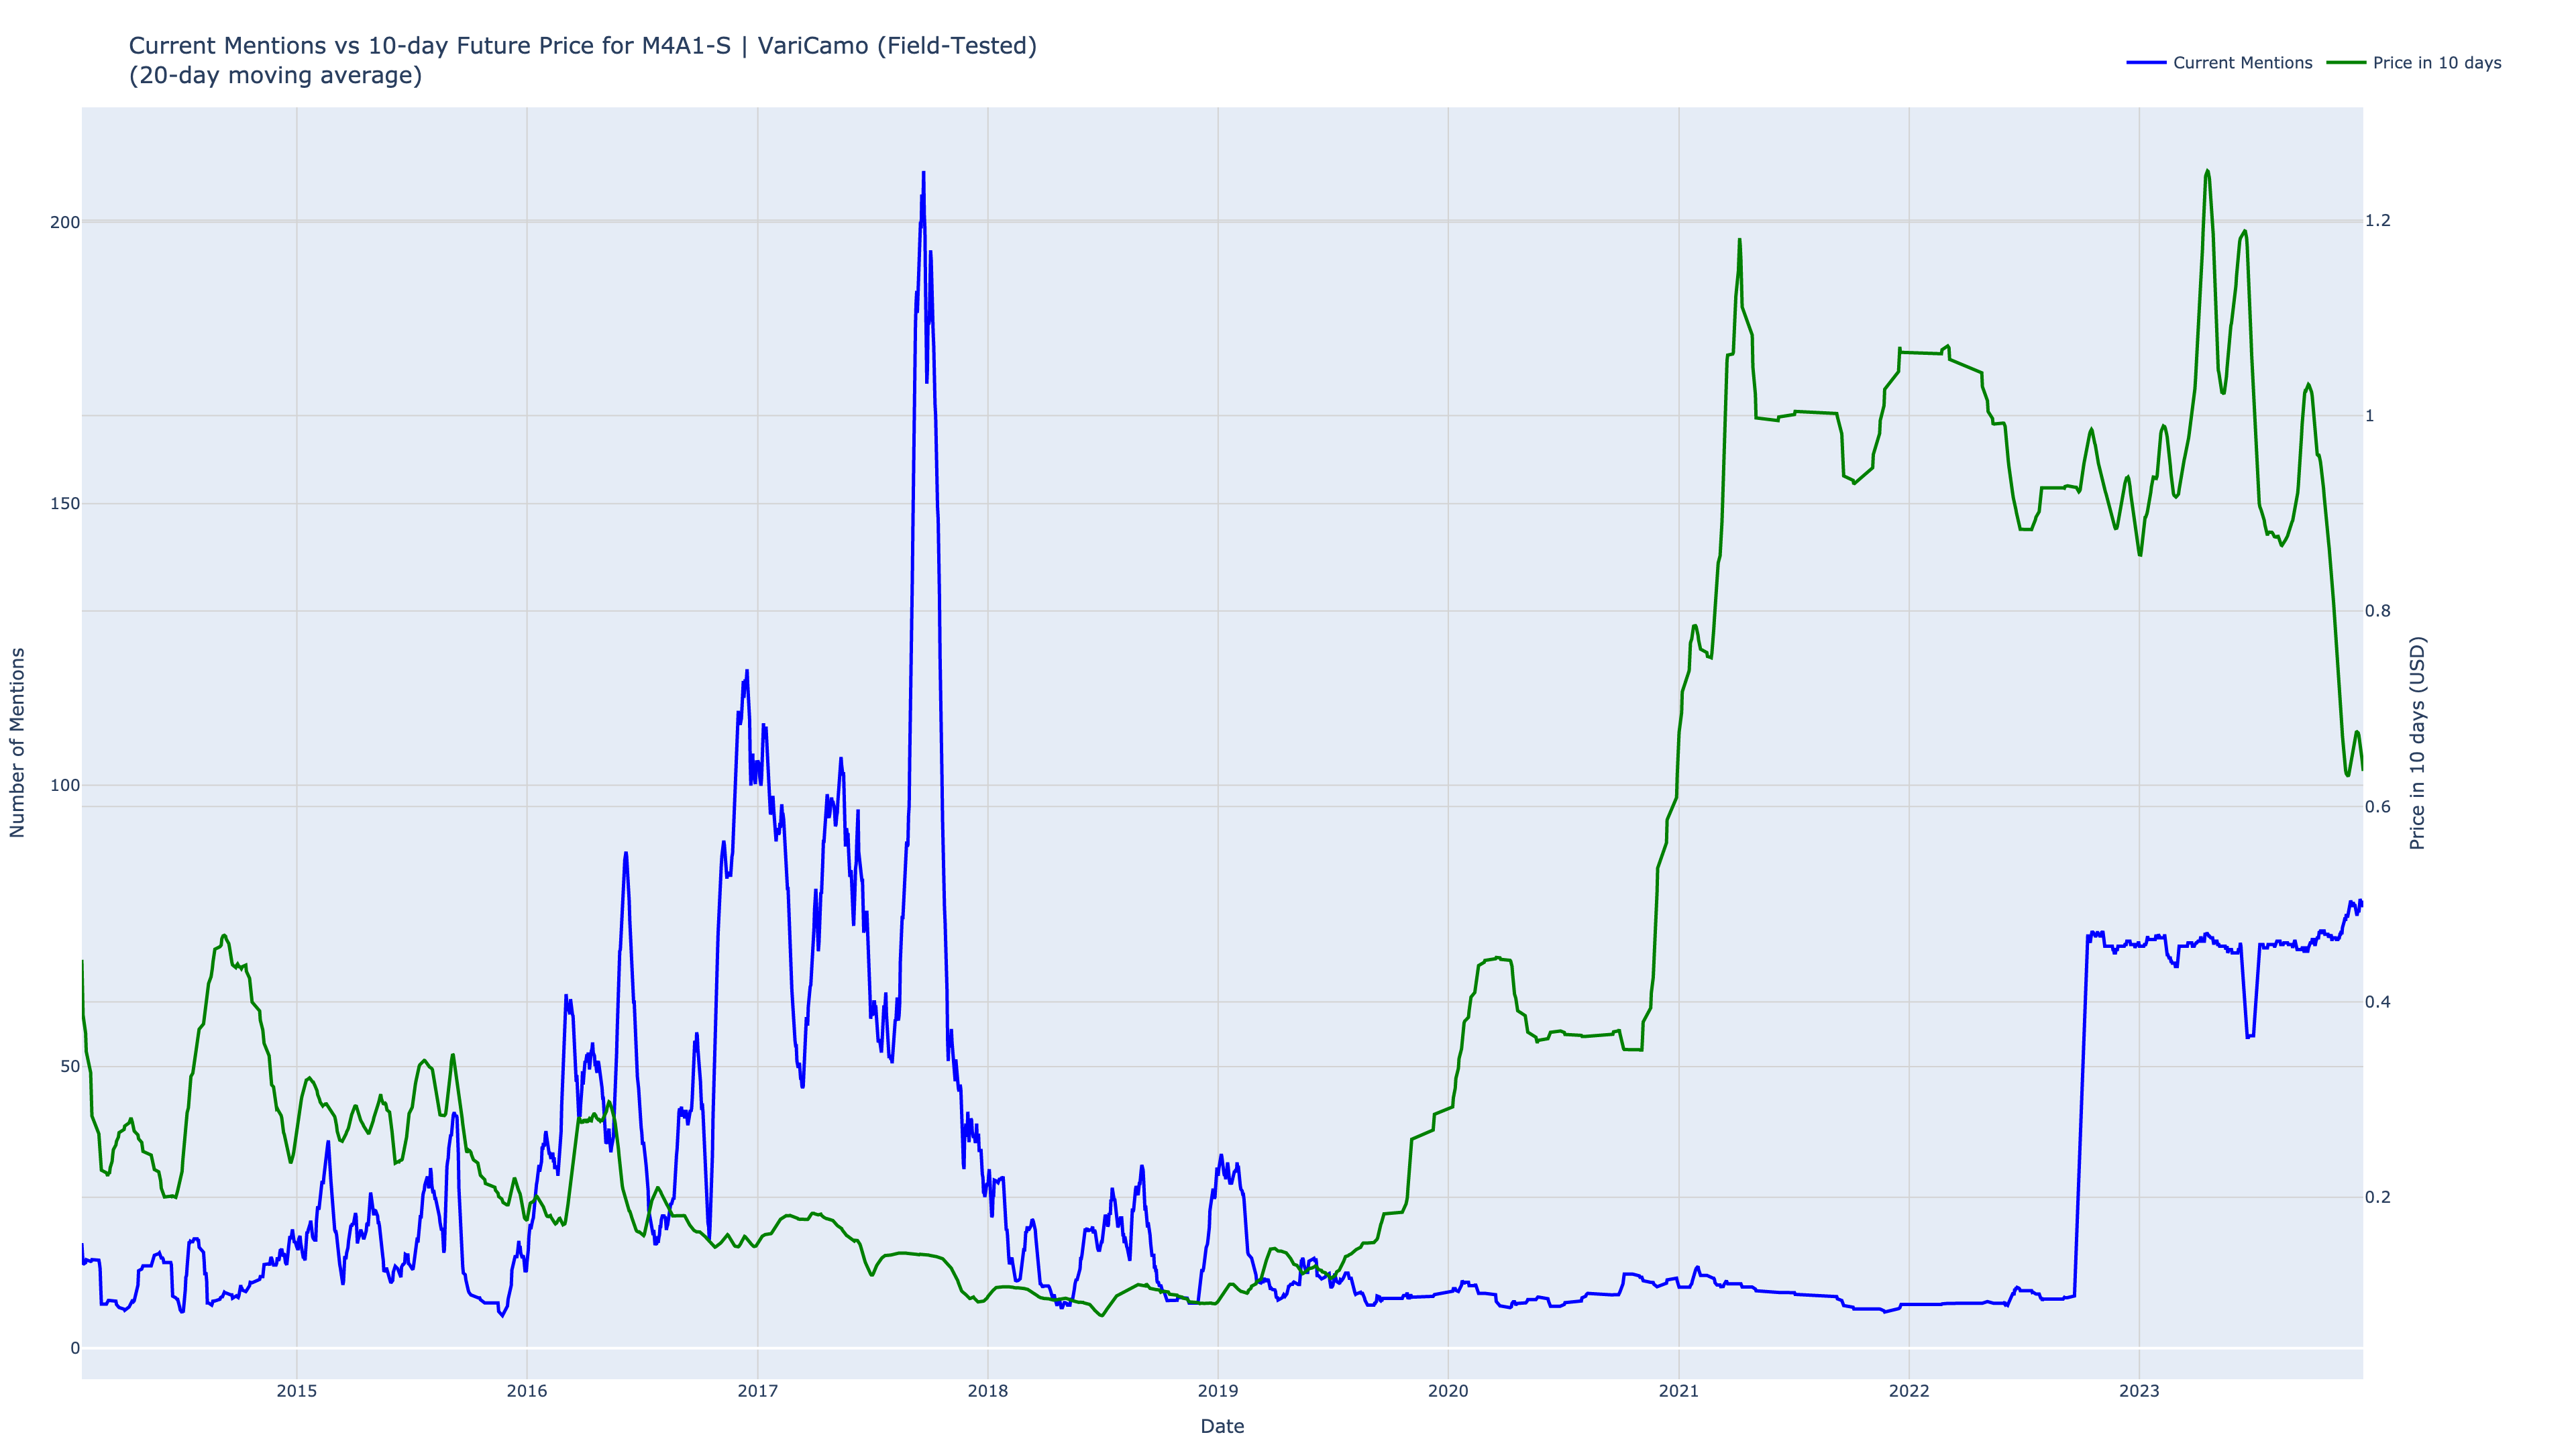 Current Mentions vs 10-day Future Price for M4A1-S | VariCamo (Field-Tested)
(20-day moving average)
Current Mentions
Price in 10 days
200
150
100
50
0
Number of Mentions
1.2
1
0.8
0.6
0.4
0.2
Price in 10 days (USD)
2015
2016
2017
2018
2019
2020
2021
2022
2023
Date